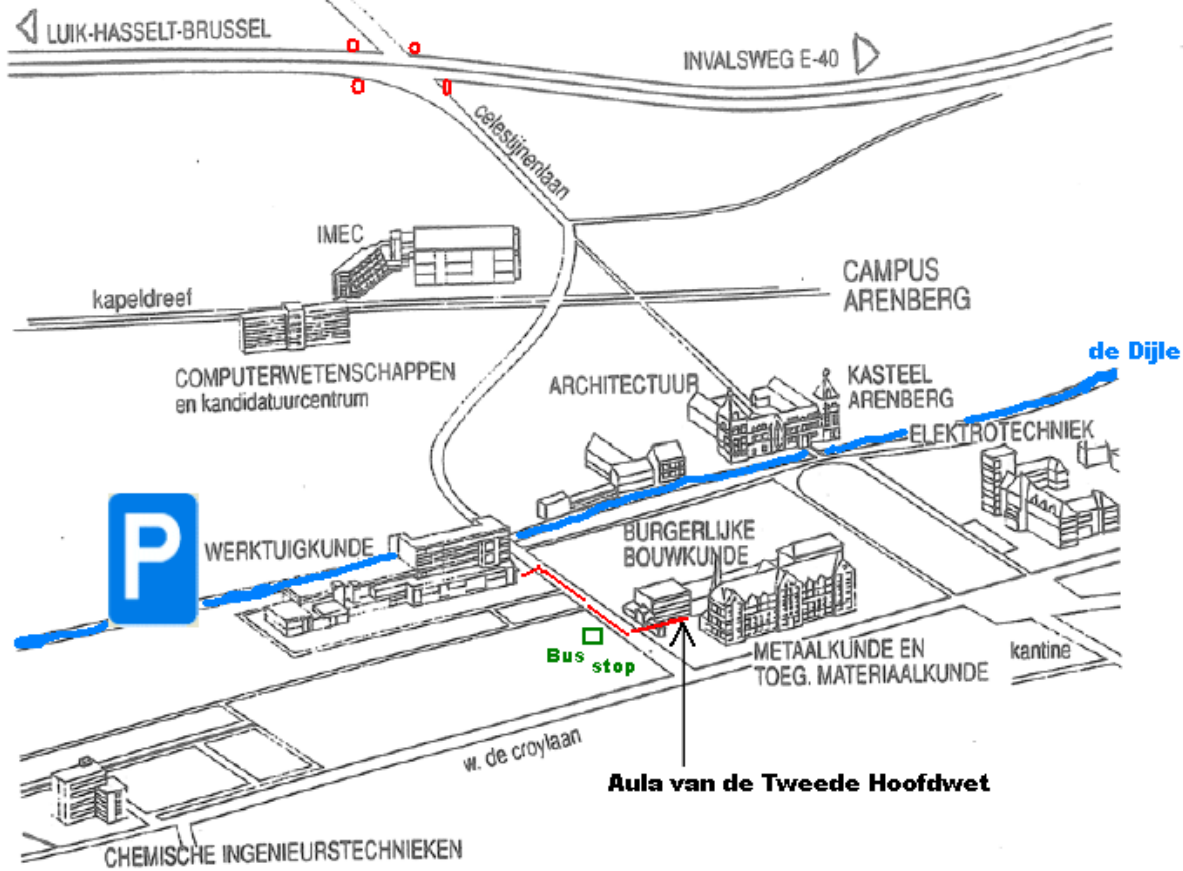 LUIK-HASSELT-BRUSSEL
INVALSWEG E-40
celestijnenlaan
IMEC
kapeldreef
CAMPUS
ARENBERG
de Dijle
COMPUTERWETENSCHAPPEN
en kandidatuurcentrum
ARCHITECTUUR
KASTEEL
ARENBERG
ELEKTROTECHNIEK
P
WERKTUIGKUNDE
BURGERLIJKE
BOUWKUNDE
Bus stop
METAALKUNDE EN
TOEG. MATERIAALKUNDE
kantine
w. de croylaan
Aula van de Tweede Hoofdwet
CHEMISCHE INGENIEURSTECHNIEKEN